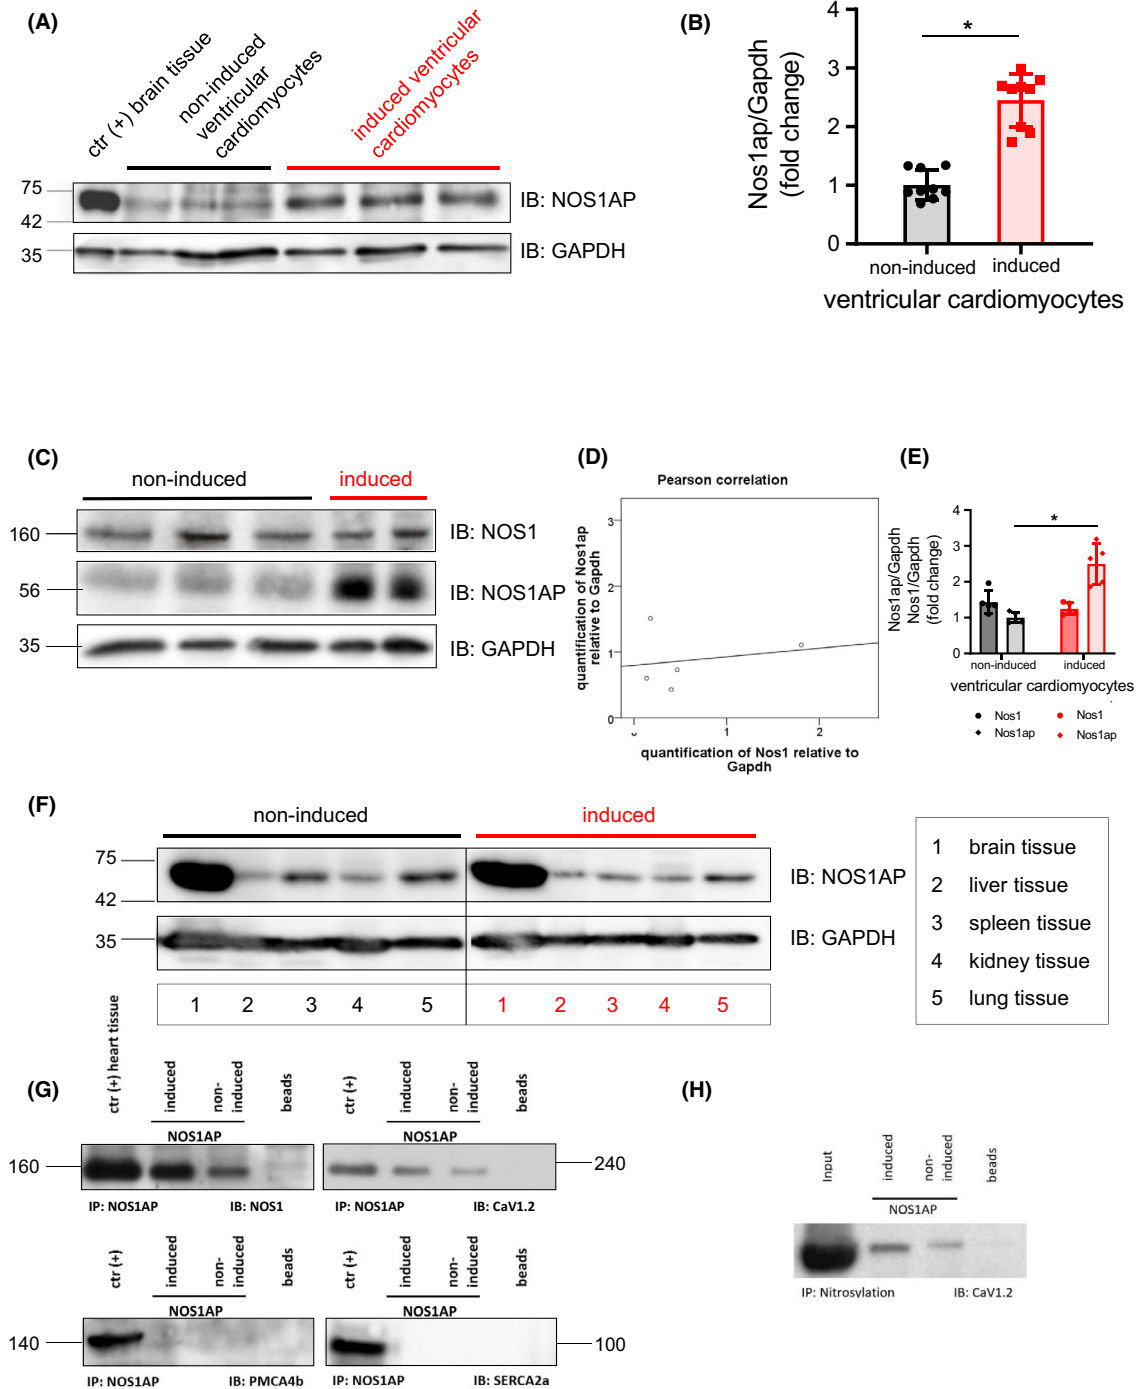 (A)
ctr (+) brain tissue
non-induced
ventricular
cardiomyocytes
induced ventricular
cardiomyocytes
75
42
35
IB: NOS1AP
IB: GAPDH
(B)
Nos1ap/Gapdh
(fold change)
4
3
2
1
0
*
non-induced
induced
ventricular cardiomyocytes
(C)
non-induced
induced
160
56
35
IB: NOS1
IB: NOS1AP
IB: GAPDH
(D)
Pearson correlation
quantification of Nos1ap
relative to Gapdh
3
2
1
0
1
2
quantification of Nos1 relative to
Gapdh
(E)
Nos1ap/Gapdh
Nos1/Gapdh
(fold change)
4
3
2
1
0
*
non-induced
induced
ventricular cardiomyocytes
Nos1
Nos1ap
Nos1
Nos1ap
(F)
non-induced
induced
75
42
35
IB: NOS1AP
IB: GAPDH
1 2 3 4 5
1 2 3 4 5
1 brain tissue
2 liver tissue
3 spleen tissue
4 kidney tissue
5 lung tissue
(G)
ctr (+) heart tissue
induced
non-
induced
beads
NOS1AP
160
IP: NOS1AP
IB: NOS1
ctr (+)
induced
non-
induced
beads
NOS1AP
240
IP: NOS1AP
IB: CaV1.2
ctr (+)
induced
non-
induced
beads
NOS1AP
140
IP: NOS1AP
IB: PMCA4b
ctr (+)
induced
non-
induced
beads
NOS1AP
100
IP: NOS1AP
IB: SERCA2a
(H)
Input
induced
non-
induced
beads
NOS1AP
IP: Nitrosylation
IB: CaV1.2